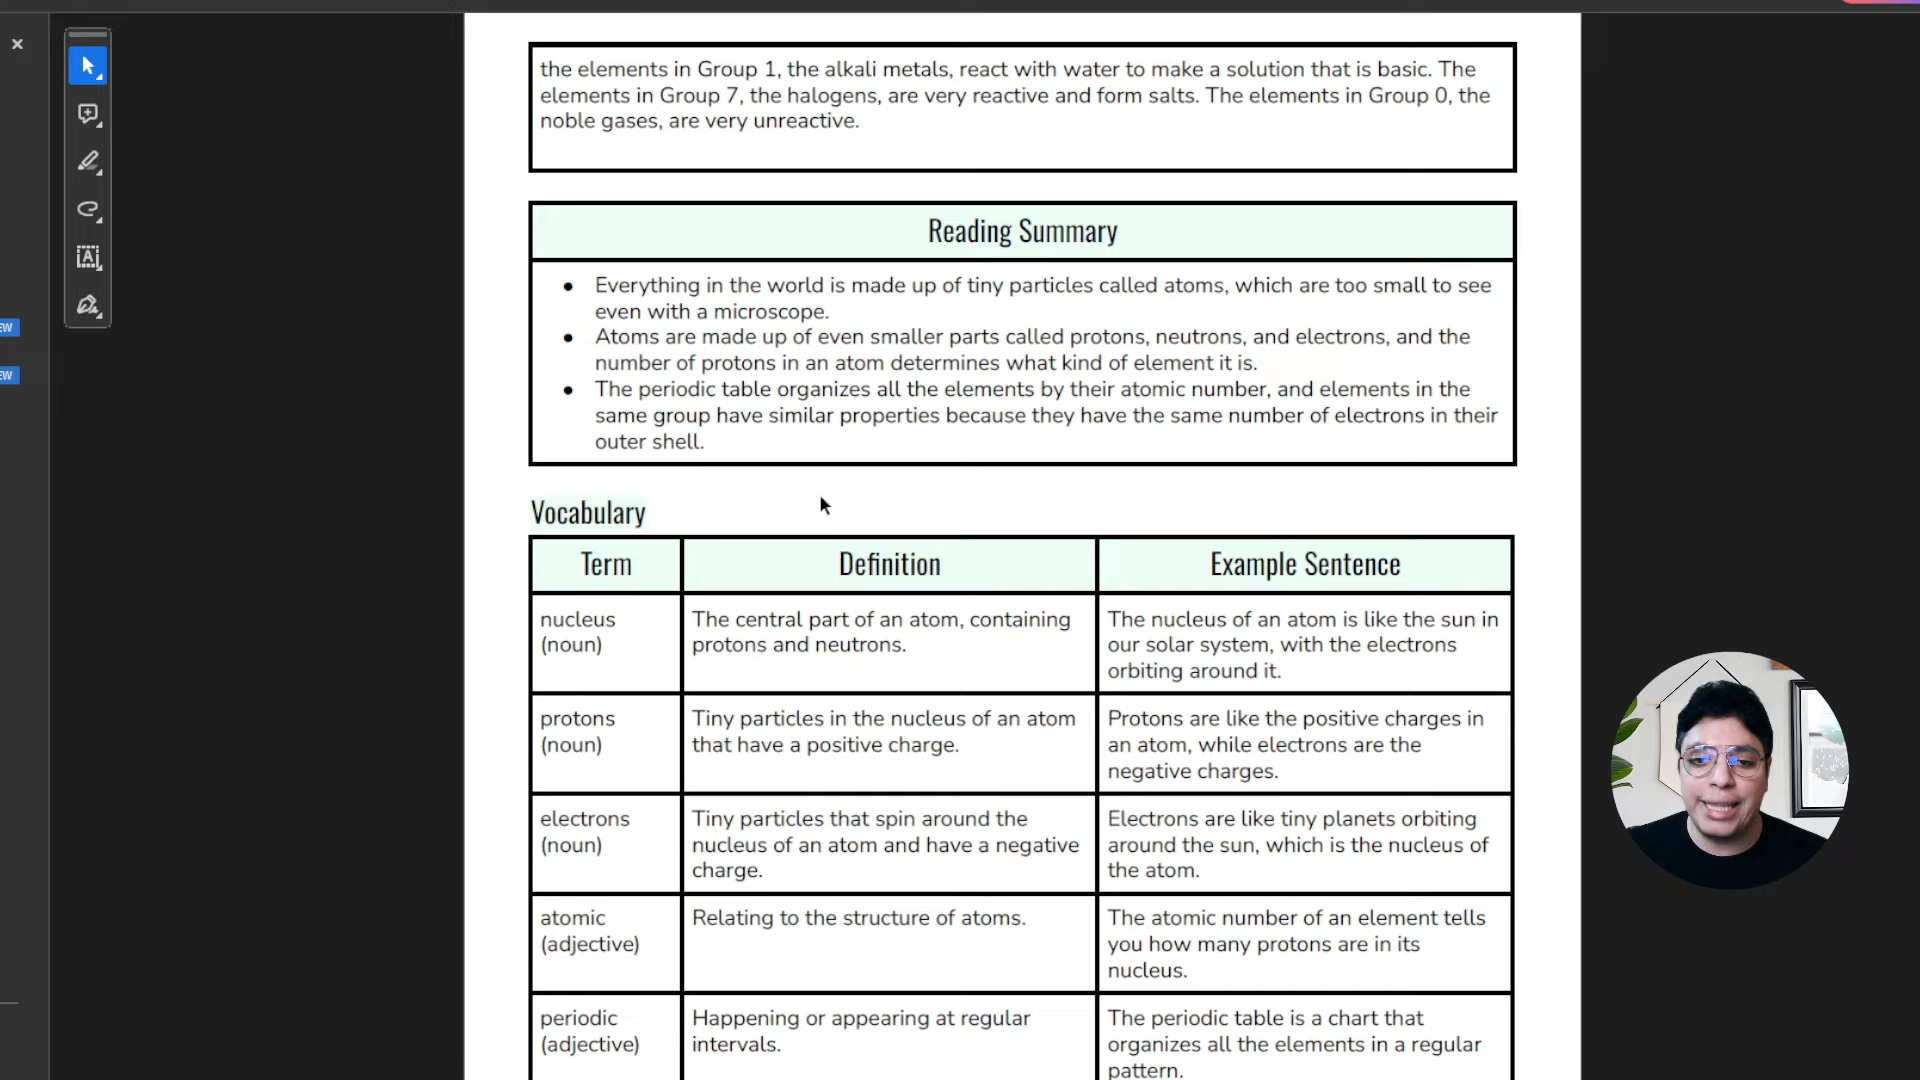 the elements in Group 1, the alkali metals, react with water to make a solution that is basic. The
elements in Group 7, the halogens, are very reactive and form salts. The elements in Group 0, the
noble gases, are very unreactive.
Reading Summary
● Everything in the world is made up of tiny particles called atoms, which are too small to see
even with a microscope.
● Atoms are made up of even smaller parts called protons, neutrons, and electrons, and the
number of protons in an atom determines what kind of element it is.
● The periodic table organizes all the elements by their atomic number, and elements in the
same group have similar properties because they have the same number of electrons in their
outer shell.
Vocabulary
Term
Definition
Example Sentence
nucleus
(noun)
The central part of an atom, containing
protons and neutrons.
The nucleus of an atom is like the sun in
our solar system, with the electrons
orbiting around it.
protons
(noun)
Tiny particles in the nucleus of an atom
that have a positive charge.
Protons are like the positive charges in
an atom, while electrons are the
negative charges.
electrons
(noun)
Tiny particles that spin around the
nucleus of an atom and have a negative
charge.
Electrons are like tiny planets orbiting
around the sun, which is the nucleus of
the atom.
atomic
(adjective)
Relating to the structure of atoms.
The atomic number of an element tells
you how many protons are in its
nucleus.
periodic
(adjective)
Happening or appearing at regular
intervals.
The periodic table is a chart that
organizes all the elements in a regular
pattern.